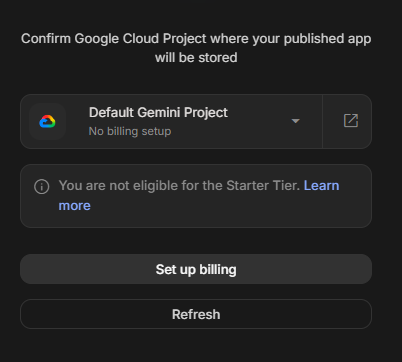 Confirm Google Cloud Project where your published app
will be stored
Default Gemini Project
No billing setup
You are not eligible for the Starter Tier. Learn
more
Set up billing
Refresh